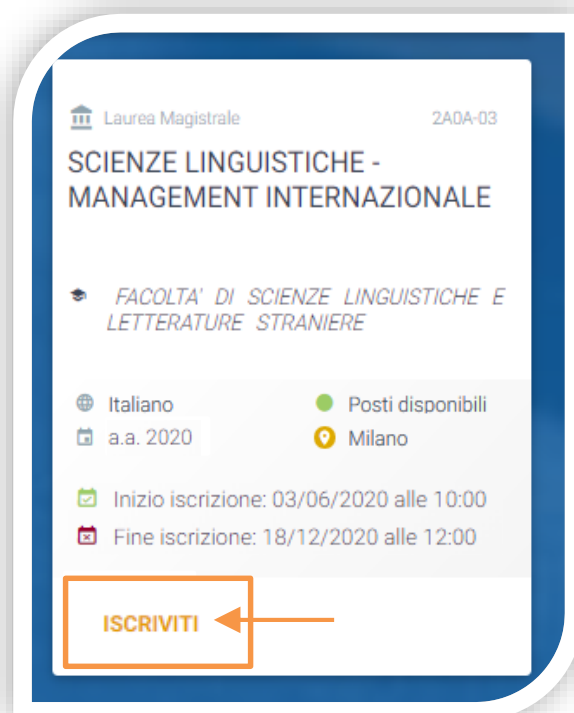 Laurea Magistrale 2A0A-03
SCIENZE LINGUISTICHE -
MANAGEMENT INTERNAZIONALE
FACOLTA' DI SCIENZE LINGUISTICHE E
LETTERATURE STRANIERE
Italiano Posti disponibili
a.a. 2020 Milano
Inizio iscrizione: 03/06/2020 alle 10:00
Fine iscrizione: 18/12/2020 alle 12:00
ISCRIVITI